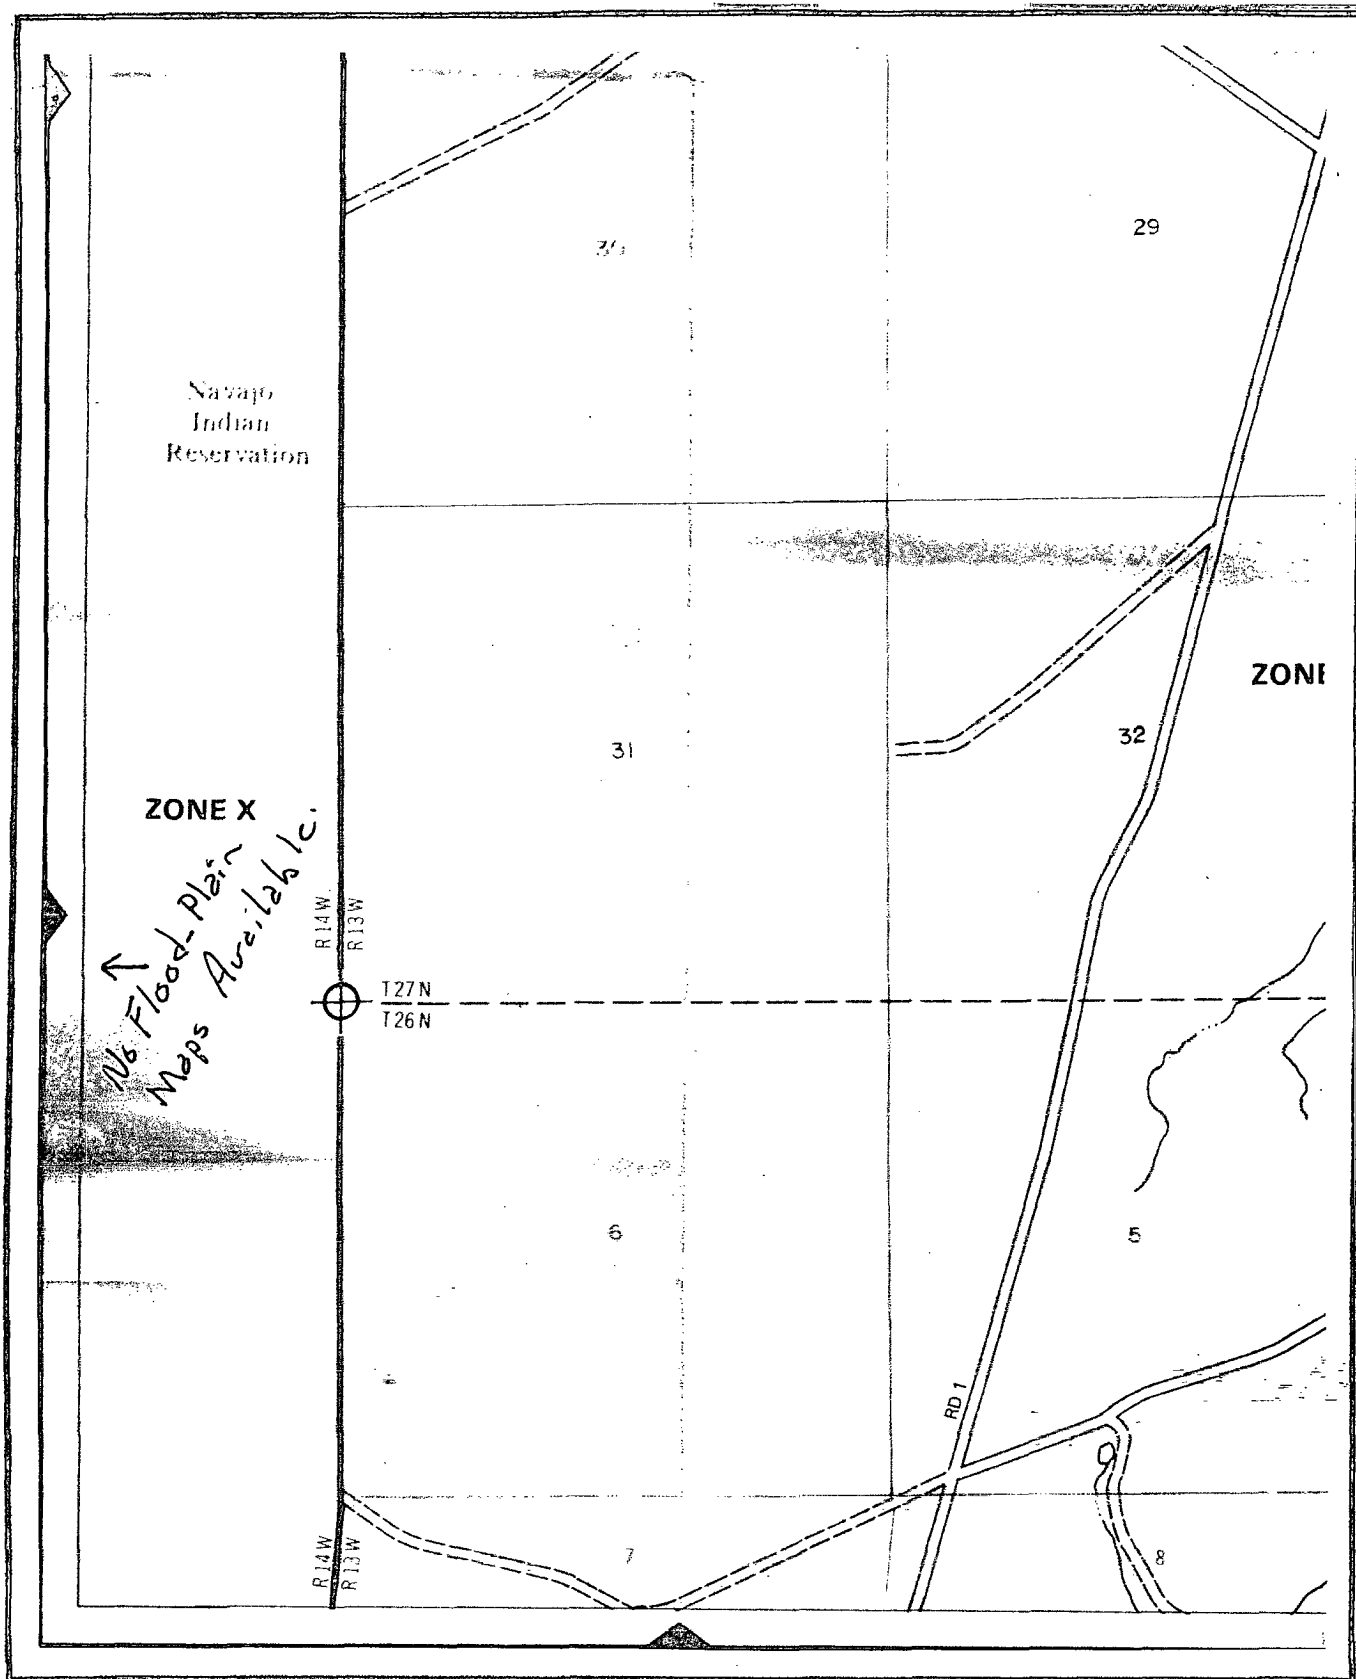 29
30
Navajo
Indian
Reservation
ZONE
32
31
ZONE X
No Flood-Plain
Maps Available.
R14W
R13W
T27N
T26N
6
5
RD 1
R14W
R13W
7
8